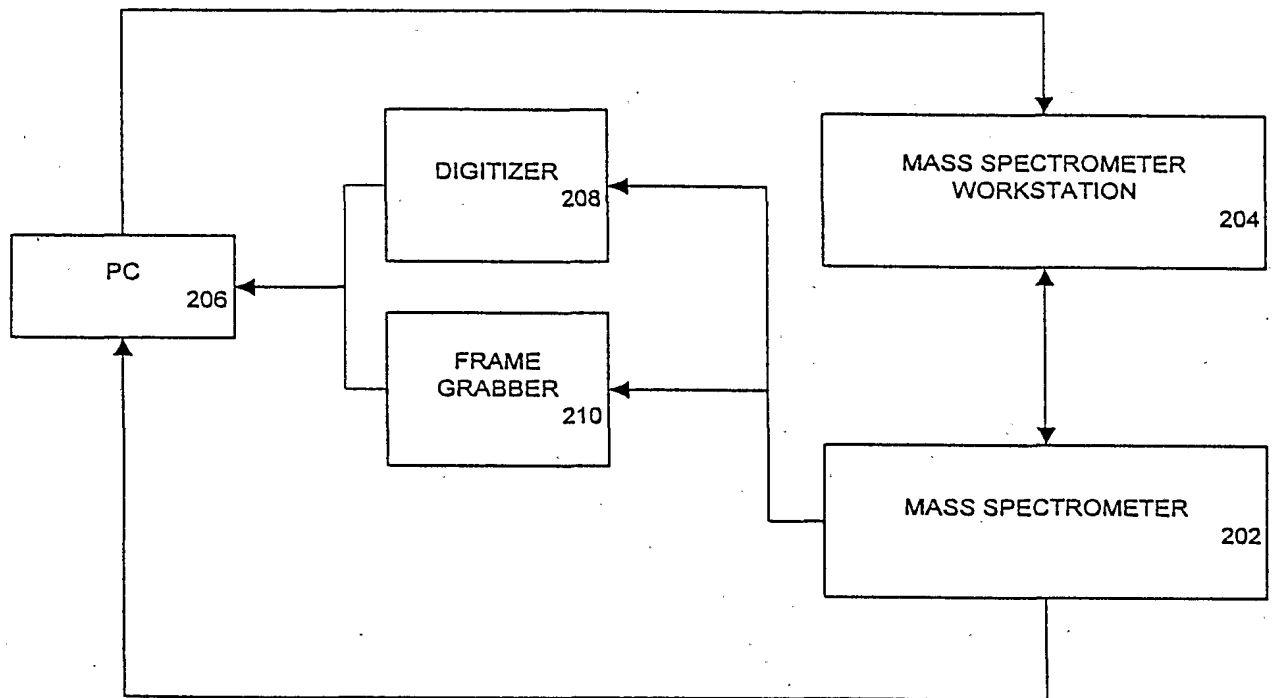 DIGITIZER
208
MASS SPECTROMETER
WORKSTATION
204
PC
206
FRAME
GRABBER
210
MASS SPECTROMETER
202